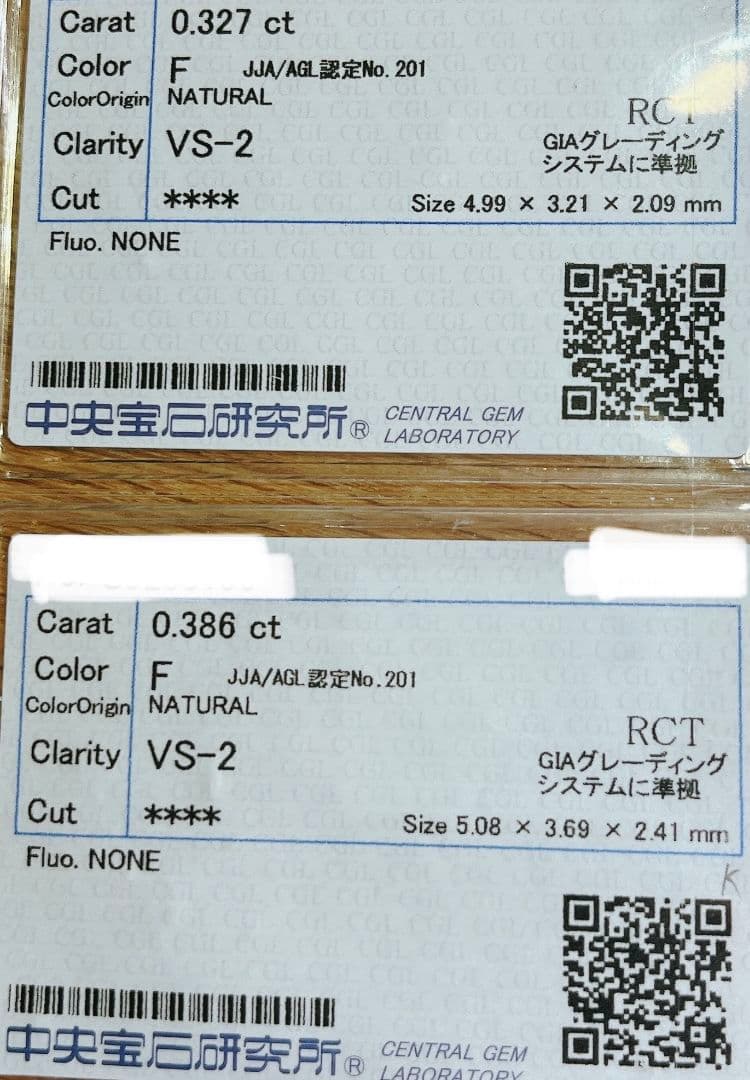 Carat 0.327 ct
Color F JJA/AGL認定No.201
ColorOrigin NATURAL
RCT
Clarity VS-2
GIAグレーディング
システムに準拠
Cut ****
Size 4.99 × 3.21 × 2.09 mm
Fluo. NONE
中央宝石研究所® CENTRAL GEM
LABORATORY
Carat 0.386 ct
Color F JJA/AGL認定No.201
ColorOrigin NATURAL
RCT
Clarity VS-2
GIAグレーディング
システムに準拠
Cut ****
Size 5.08 × 3.69 × 2.41 mm
Fluo. NONE
K
中央宝石研究所® CENTRAL GEM
LABORATORY